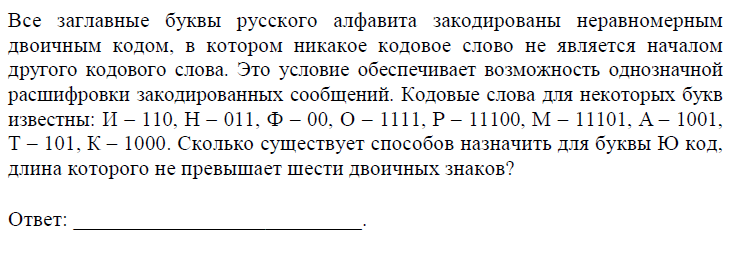 Все заглавные буквы русского алфавита закодированы неравномерным
двоичным кодом, в котором никакое кодовое слово не является началом
другого кодового слова. Это условие обеспечивает возможность однозначной
расшифровки закодированных сообщений. Кодовые слова для некоторых букв
известны: И – 110, Н – 011, Ф – 00, О – 1111, Р – 11100, М – 11101, А – 1001,
Т – 101, К – 1000. Сколько существует способов назначить для буквы Ю код,
длина которого не превышает шести двоичных знаков?
Ответ: ____________________________.